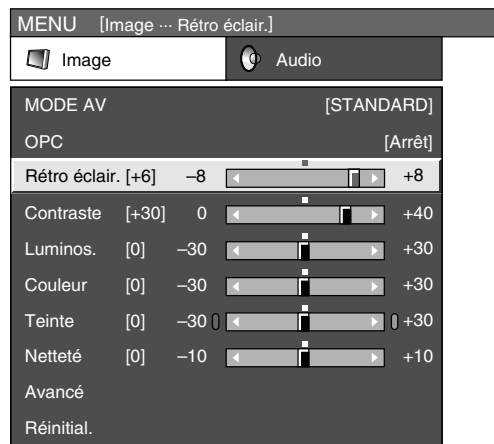 MENU [Image ··· Rétro éclair.]
Image Audio
MODE AV [STANDARD]
OPC [Arrêt]
Rétro éclair. [+6] –8 +8
Contraste [+30] 0 +40
Luminos. [0] –30 +30
Couleur [0] –30 +30
Teinte [0] –30 +30
Netteté [0] –10 +10
Avancé
Réinitial.